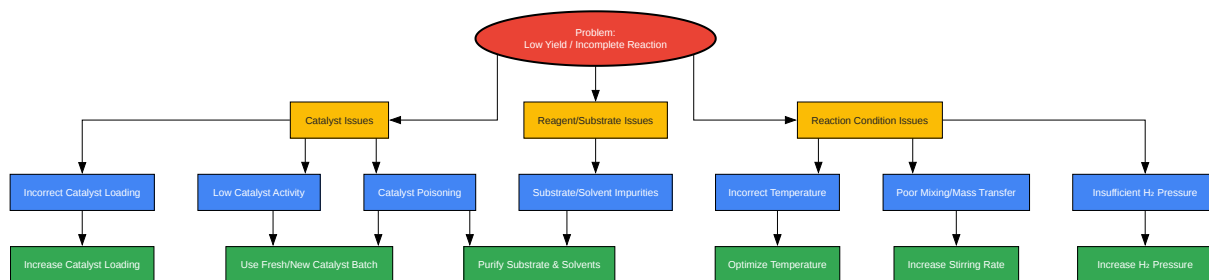 Problem:
Low Yield / Incomplete Reaction
Catalyst Issues
Reagent/Substrate Issues
Reaction Condition Issues
Incorrect Catalyst Loading
Low Catalyst Activity
Catalyst Poisoning
Substrate/Solvent Impurities
Incorrect Temperature
Poor Mixing/Mass Transfer
Insufficient H₂ Pressure
Increase Catalyst Loading
Use Fresh/New Catalyst Batch
Purify Substrate & Solvents
Optimize Temperature
Increase Stirring Rate
Increase H₂ Pressure